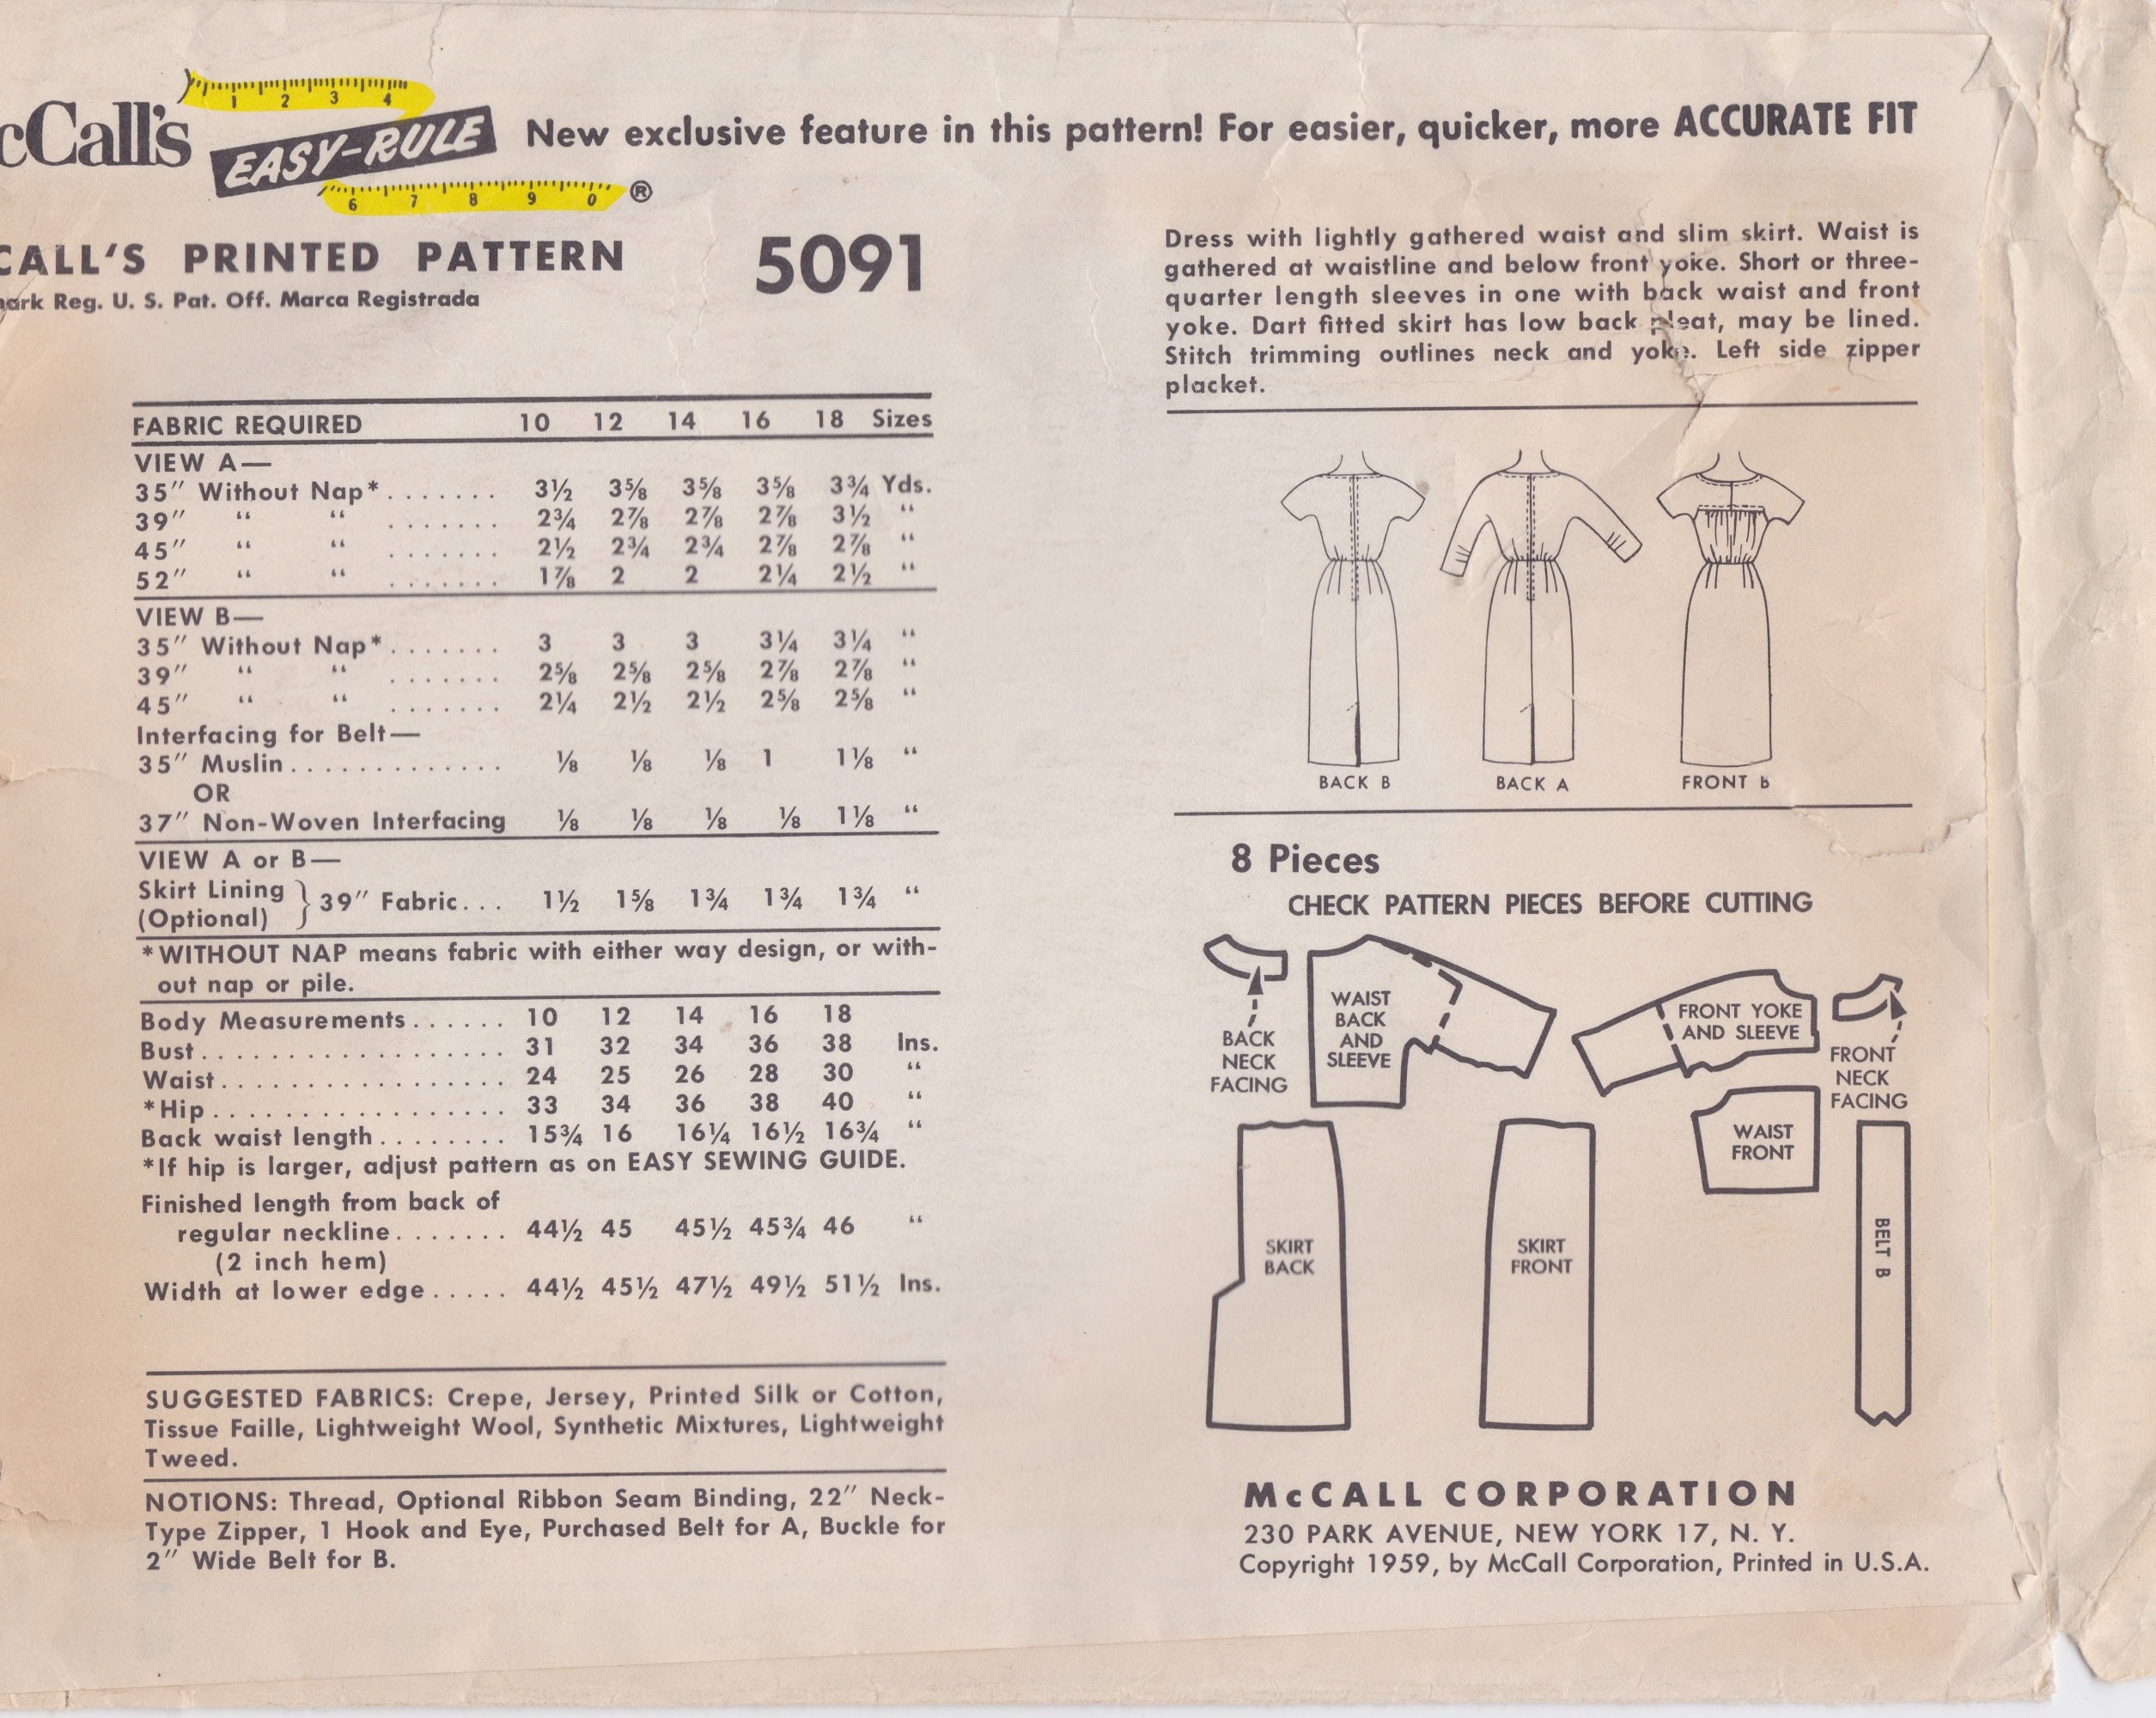 cCall's
1 2 3 4
EASY-RULE
6 7 8 9 0 ®
New exclusive feature in this pattern! For easier, quicker, more ACCURATE FIT
CALL'S PRINTED PATTERN 5091
mark Reg. U. S. Pat. Off. Marca Registrada
FABRIC REQUIRED 10 12 14 16 18 Sizes
VIEW A—
35″ Without Nap*....... 3½ 3⅝ 3⅝ 3⅝ 3¾ Yds.
39″ “ “ ....... 2¾ 2⅞ 2⅞ 2⅞ 3½ “
45″ “ “ ....... 2½ 2¾ 2¾ 2⅞ 2⅞ “
52″ “ “ ....... 1⅞ 2 2 2¼ 2½ “
VIEW B—
35″ Without Nap*....... 3 3 3 3¼ 3¼ “
39″ “ “ ....... 2⅝ 2⅝ 2⅝ 2⅞ 2⅞ “
45″ “ “ ....... 2¼ 2½ 2½ 2⅝ 2⅝ “
Interfacing for Belt—
35″ Muslin............. ⅛ ⅛ ⅛ 1 1⅛ “
OR
37″ Non-Woven Interfacing ⅛ ⅛ ⅛ ⅛ 1⅛ “
VIEW A or B—
Skirt Lining } 39″ Fabric... 1½ 1⅝ 1¾ 1¾ 1¾ “
(Optional)
*WITHOUT NAP means fabric with either way design, or with-
out nap or pile.
Body Measurements...... 10 12 14 16 18
Bust................... 31 32 34 36 38 Ins.
Waist.................. 24 25 26 28 30 “
*Hip................... 33 34 36 38 40 “
Back waist length........ 15¾ 16 16¼ 16½ 16¾ “
*If hip is larger, adjust pattern as on EASY SEWING GUIDE.
Finished length from back of
regular neckline....... 44½ 45 45½ 45¾ 46 “
(2 inch hem)
Width at lower edge..... 44½ 45½ 47½ 49½ 51½ Ins.
SUGGESTED FABRICS: Crepe, Jersey, Printed Silk or Cotton,
Tissue Faille, Lightweight Wool, Synthetic Mixtures, Lightweight
Tweed.
NOTIONS: Thread, Optional Ribbon Seam Binding, 22″ Neck-
Type Zipper, 1 Hook and Eye, Purchased Belt for A, Buckle for
2″ Wide Belt for B.
Dress with lightly gathered waist and slim skirt. Waist is
gathered at waistline and below front yoke. Short or three-
quarter length sleeves in one with back waist and front
yoke. Dart fitted skirt has low back pleat, may be lined.
Stitch trimming outlines neck and yoke. Left side zipper
placket.
BACK B BACK A FRONT B
8 Pieces
CHECK PATTERN PIECES BEFORE CUTTING
BACK
NECK
FACING
WAIST
BACK
AND
SLEEVE
FRONT YOKE
AND SLEEVE
FRONT
NECK
FACING
WAIST
FRONT
SKIRT
BACK
SKIRT
FRONT
BELT B
McCALL CORPORATION
230 PARK AVENUE, NEW YORK 17, N. Y.
Copyright 1959, by McCall Corporation, Printed in U.S.A.